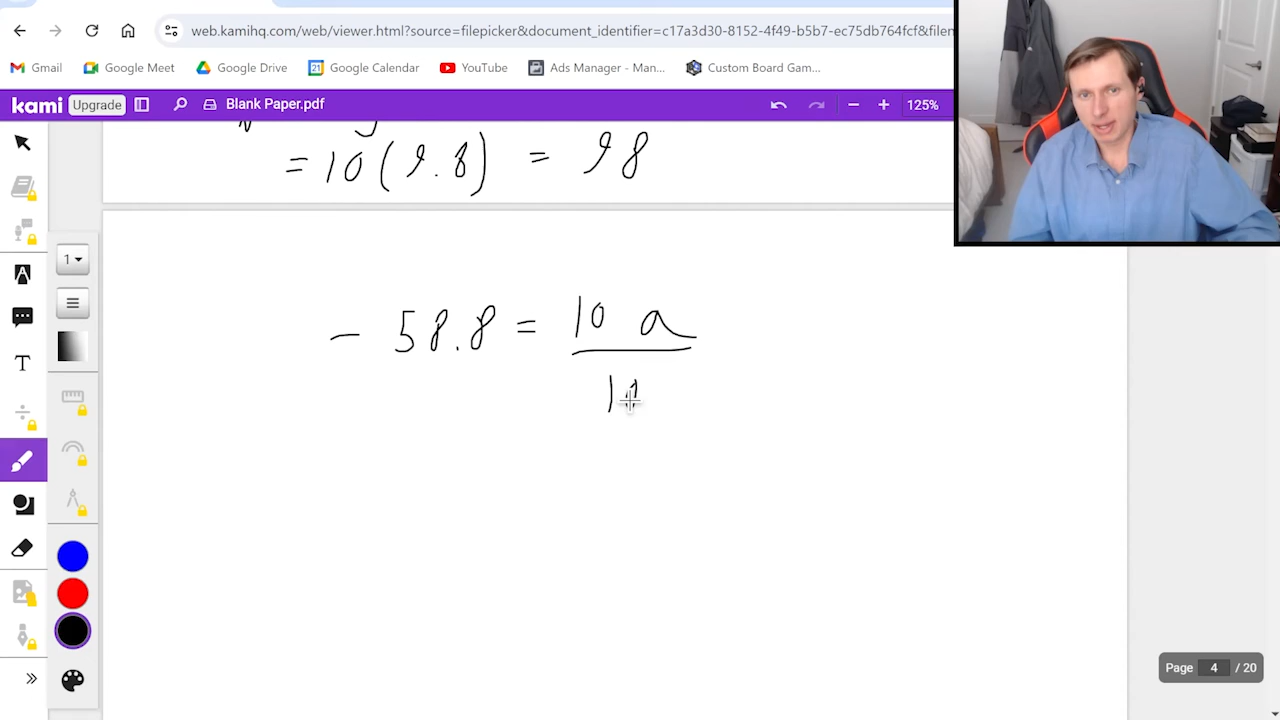 web.kamihq.com/web/viewer.html?source=filepicker&document_identifier=c17a3d30-8152-4f49-b5b7-ec75db764fcf&filen
Gmail Google Meet Google Drive 21 Google Calendar YouTube Ads Manager - Man... Custom Board Gam...
kami Upgrade Blank Paper.pdf 125%
= 10 (9.8) = 98
1
- 58.8 = 10 a
T
Page 4 / 20